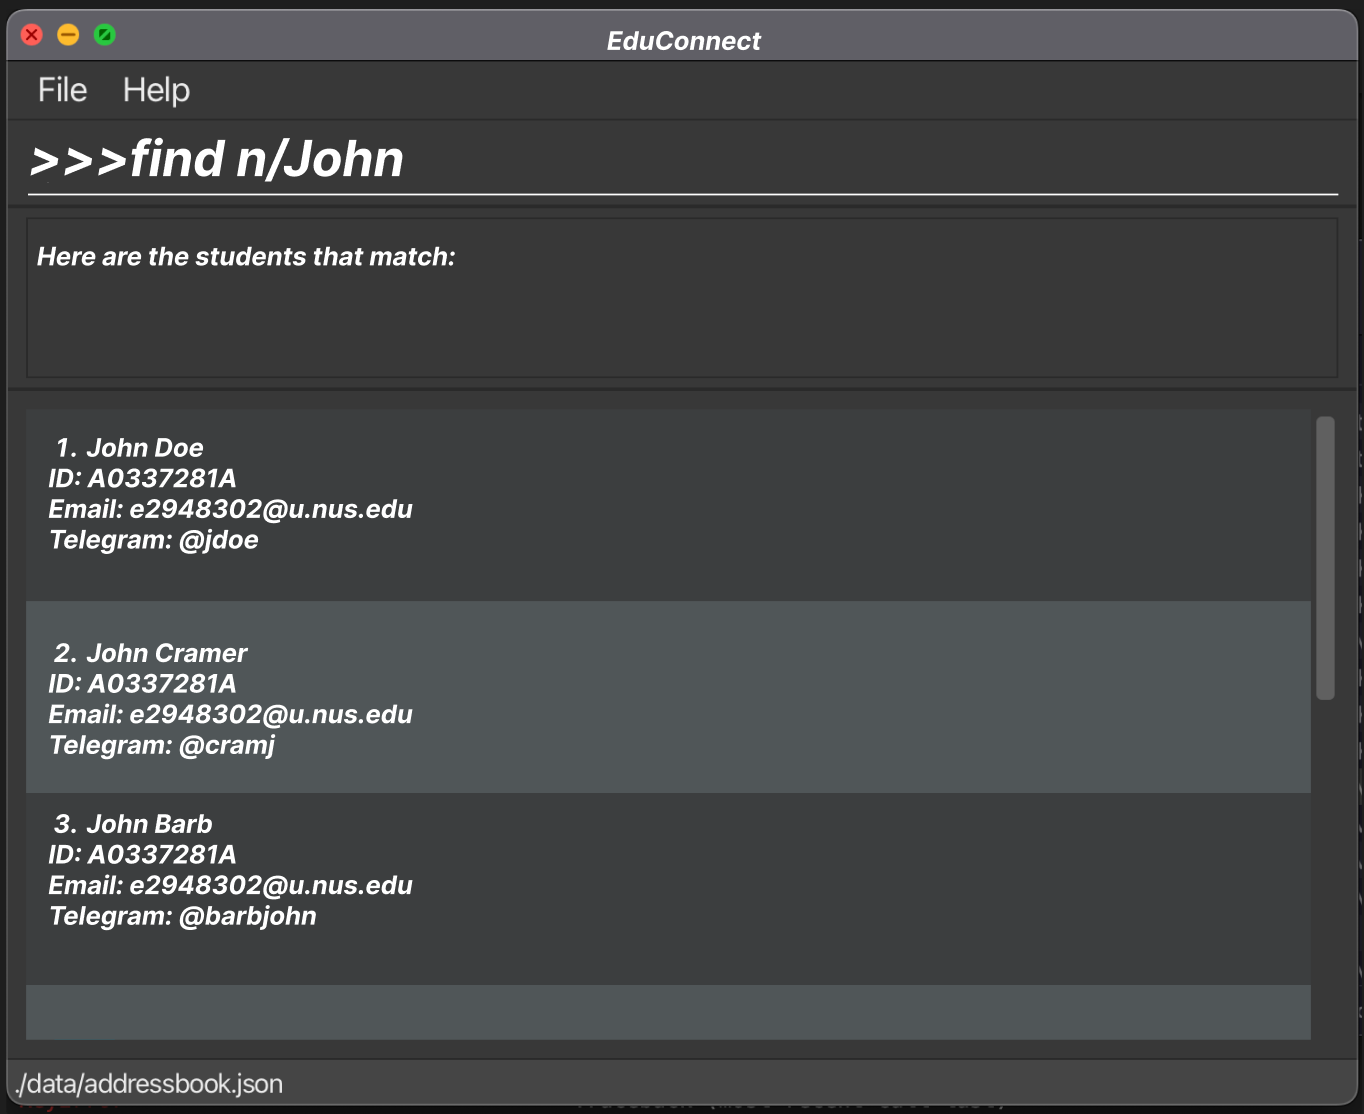 EduConnect
File Help
>>>find n/John
Here are the students that match:
1. John Doe
ID: A0337281A
Email: e2948302@u.nus.edu
Telegram: @jdoe
2. John Cramer
ID: A0337281A
Email: e2948302@u.nus.edu
Telegram: @cramj
3. John Barb
ID: A0337281A
Email: e2948302@u.nus.edu
Telegram: @barbjohn
./data/addressbook.json